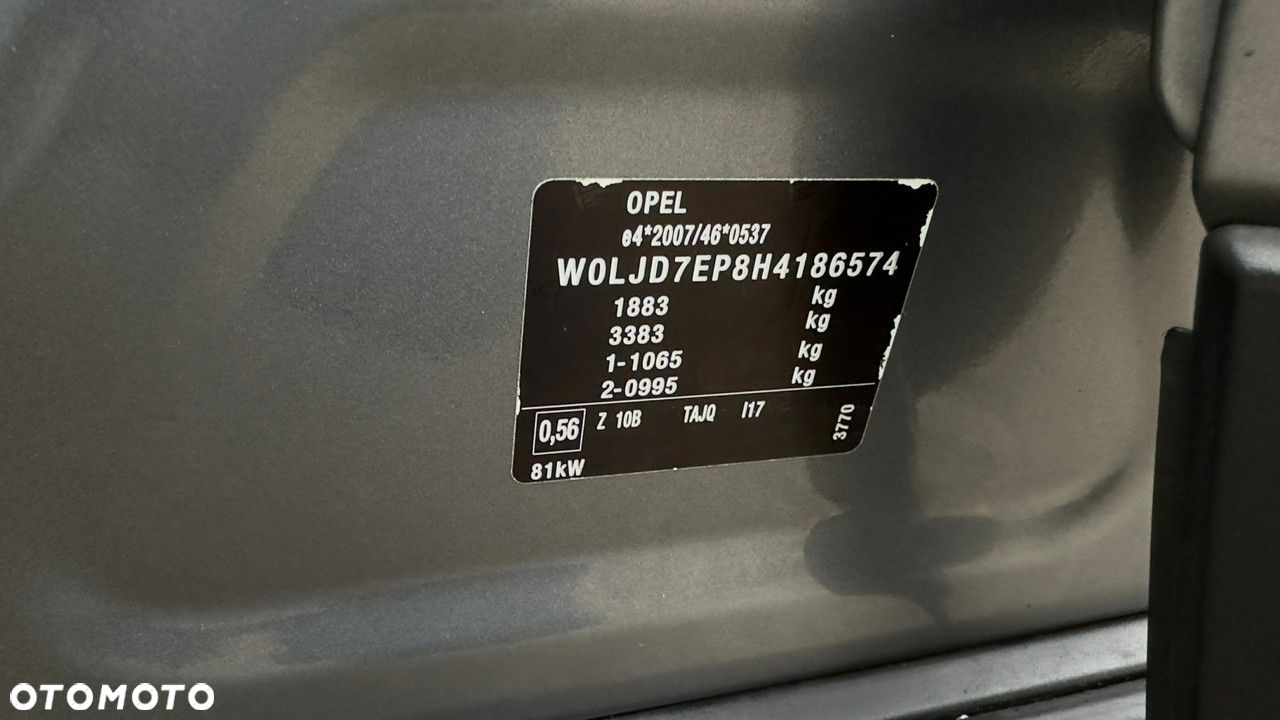 OPEL
e4*2007/46*0537
W0LJD7EP8H4186574
1883 kg
3383 kg
1-1065 kg
2-0995 kg
0,56 Z 10B TAJQ I17 3770
81kW
OTOMOTO